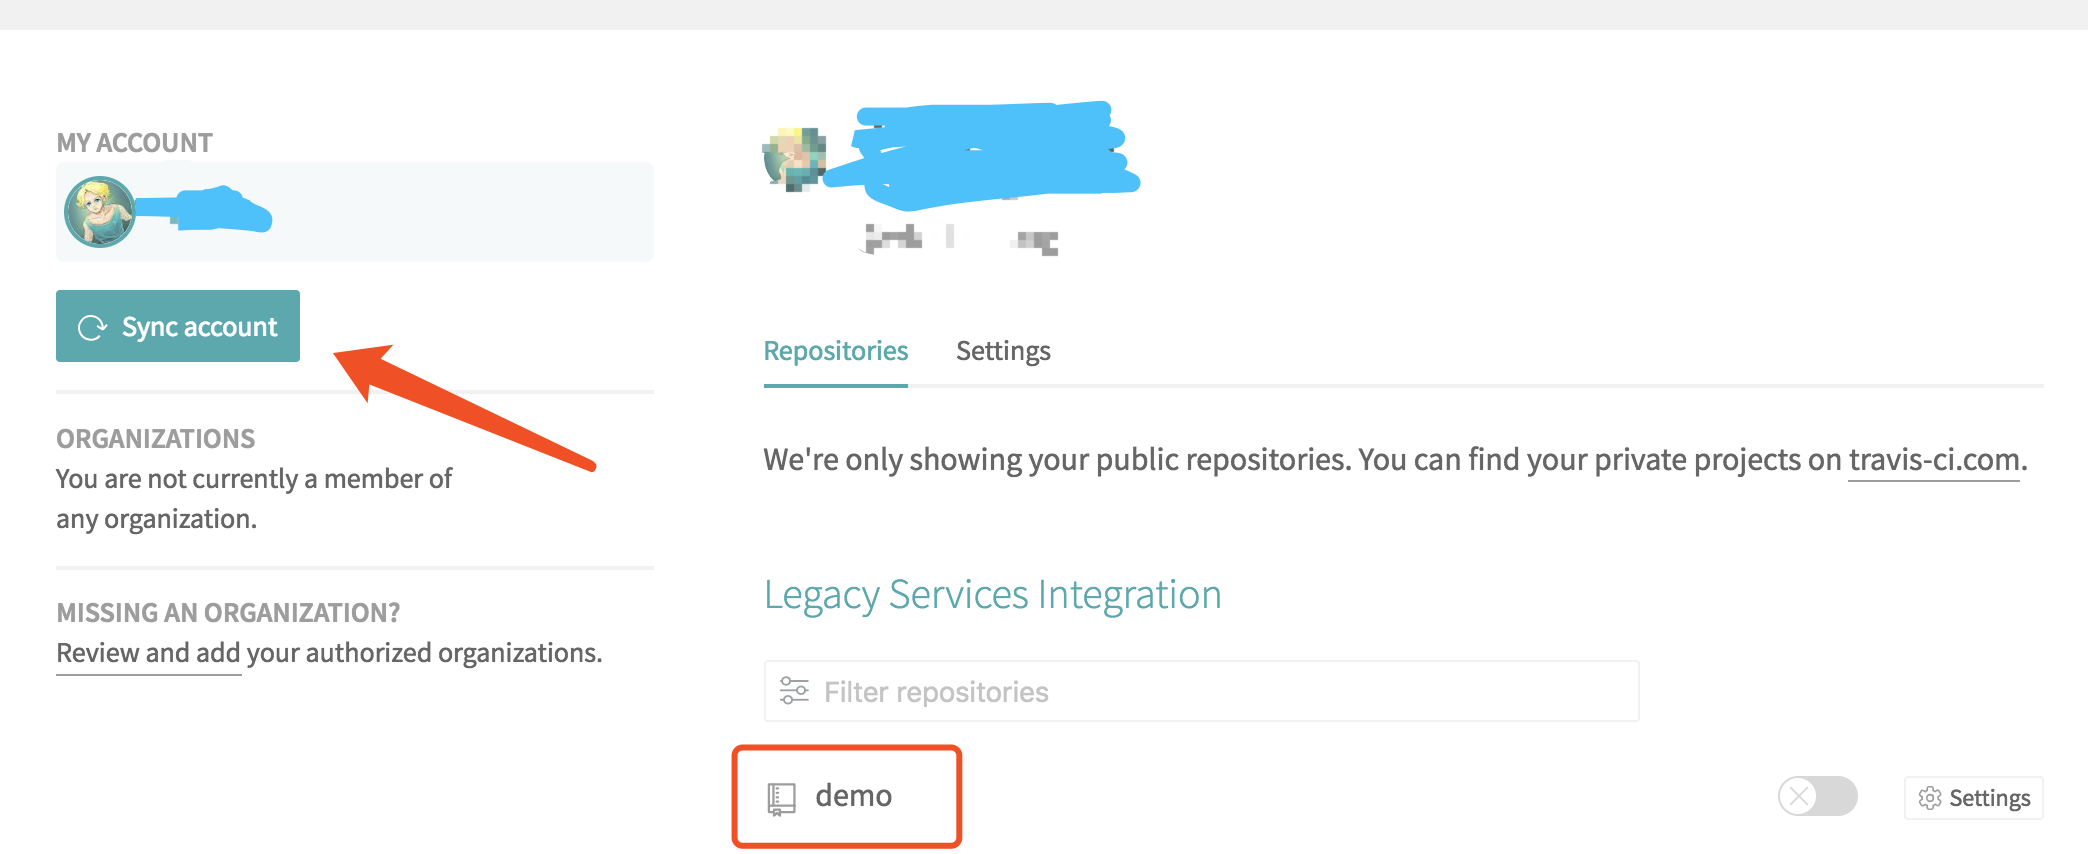 MY ACCOUNT
Sync account
ORGANIZATIONS
You are not currently a member of
any organization.
MISSING AN ORGANIZATION?
Review and add your authorized organizations.
Repositories
Settings
We're only showing your public repositories. You can find your private projects on travis-ci.com.
Legacy Services Integration
Filter repositories
demo
Settings